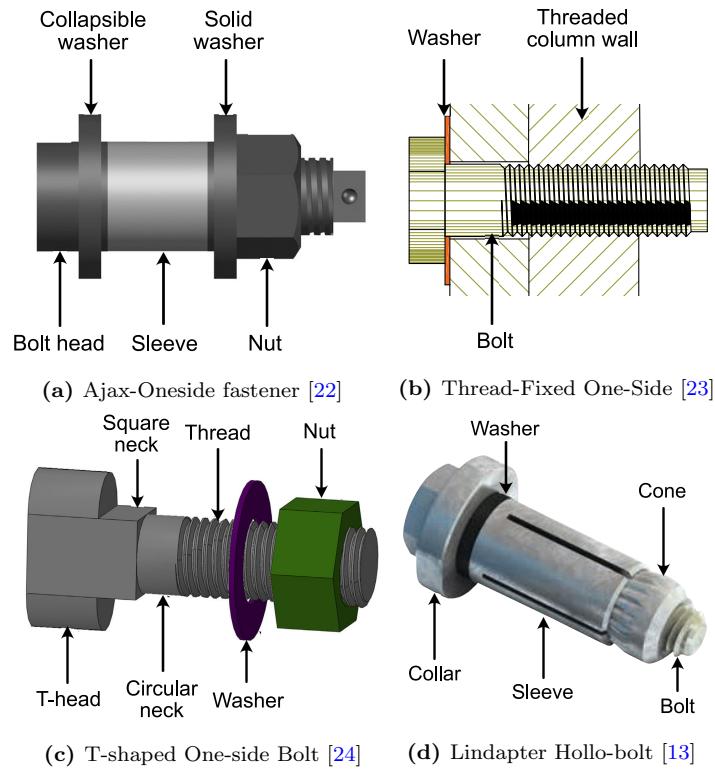 Collapsible
washer
Solid
washer
Bolt head
Sleeve
Nut
(a) Ajax-Oneside fastener [22]
Washer
Threaded
column wall
Bolt
(b) Thread-Fixed One-Side [23]
Square
neck
Thread
Nut
T-head
Circular
neck
Washer
(c) T-shaped One-side Bolt [24]
Washer
Cone
Collar
Sleeve
Bolt
(d) Lindapter Hollo-bolt [13]